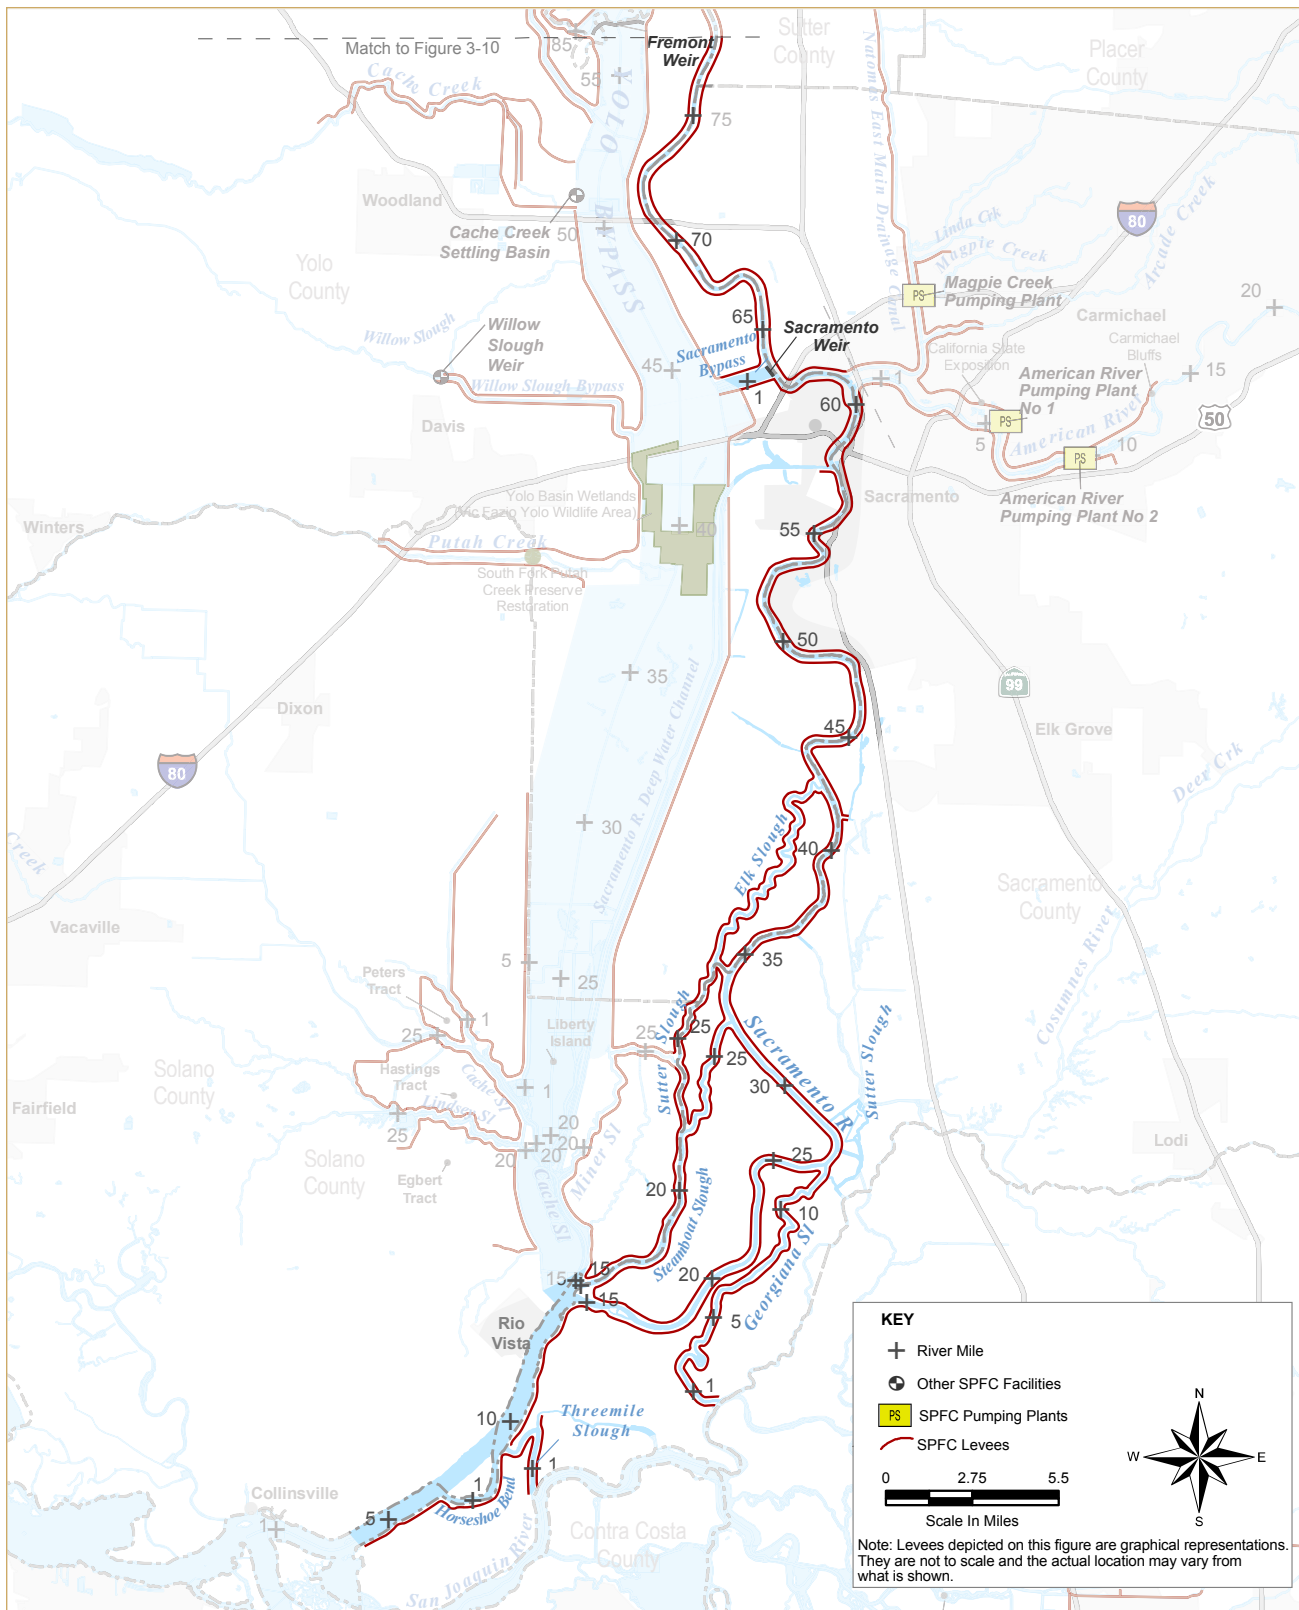 Match to Figure 3-10
85
55
Fremont
Weir
Sutter
County
Placer
County
Cache Creek
YOLO BYPASS
75
Natomas East Main Drainage Canal
Woodland
50
Cache Creek
Settling Basin
70
Linda Crk
Magpie Creek
Arcade Creek
80
Yolo
County
Magpie Creek
Pumping Plant
20
Willow Slough
Willow
Slough
Weir
65
Sacramento
Weir
Sacramento
Bypass
45
1
Carmichael
Carmichael
Bluffs
California State
Exposition
American River
Pumping Plant
No 1
15
PS
PS
PS
Willow Slough Bypass
60
1
5
American River
10
50
Davis
Yolo Basin Wetlands
(Vic Fazio Yolo Wildlife Area)
40
Sacramento
American River
Pumping Plant No 2
Winters
55
Putah Creek
South Fork Putah
Creek Preserve
Restoration
50
35
Sacramento R. Deep Water Channel
99
Dixon
45
Elk Grove
80
Deer Crk
30
Elk Slough
40
Creek
Sacramento
County
Vacaville
Cosumnes River
35
5
25
Peters
Tract
1
25
Liberty
Island
25
Sutter Slough
25
25
Sacramento R
Sutter Slough
Solano
County
Hastings
Tract
Cache Sl
Lindsey Sl
1
30
Fairfield
25
20
20
20
20
Miner Sl
Lodi
Solano
County
Egbert
Tract
Cache Sl
25
20
Steamboat Slough
10
Georgiana Sl
15
15
15
20
5
Rio
Vista
1
10
Threemile
Slough
1
1
Horseshoe Bend
Collinsville
1
5
San Joaquin River
Contra Costa
County
KEY
River Mile
Other SPFC Facilities
PS
SPFC Pumping Plants
SPFC Levees
0
2.75
5.5
Scale In Miles
N
W
E
S
Note: Levees depicted on this figure are graphical representations.
They are not to scale and the actual location may vary from
what is shown.